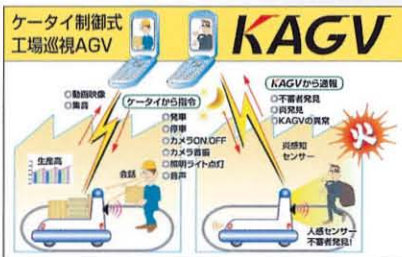 ケータイ制御式
工場巡視AGV
KAGV
○動画映像
○集音
ケータイから指令
○発車
○停車
○カメラON.OFF
○カメラ首振
○照明ライト点灯
○音声
KAGVから通報
○不審者発見
○炎発見
○KAGVの異常
火
炎感知
センサー
生産高
会話
人感センサー
不審者発見!